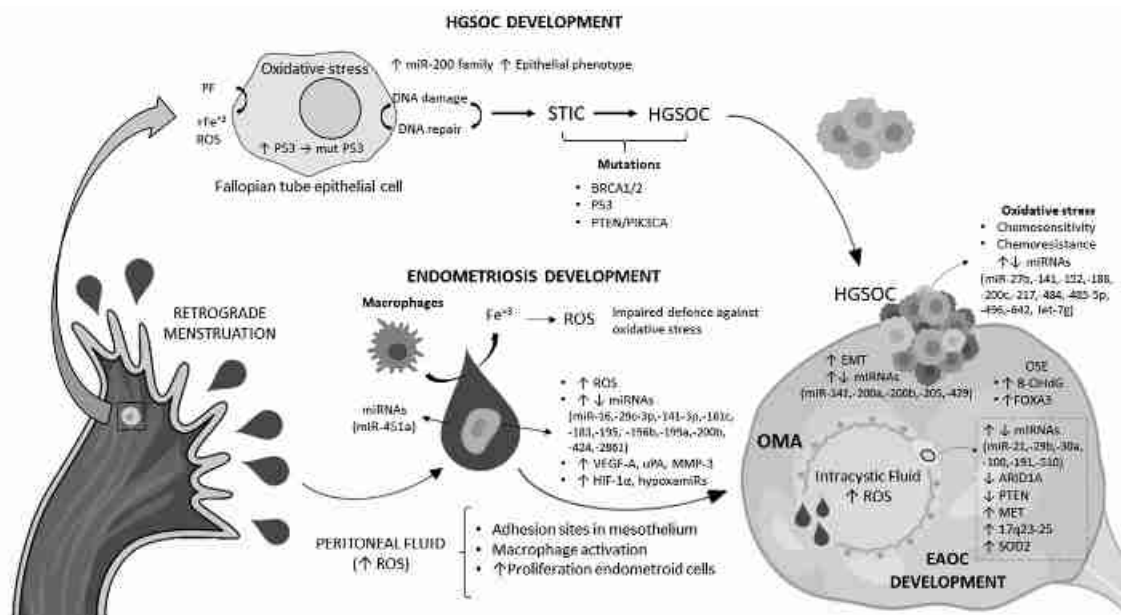 HGSOC DEVELOPMENT
Oxidative stress
↑ miR-200 family ↑ Epithelial phenotype
PF
+Fe⁺³
ROS
DNA damage
DNA repair
↑ P53 → mut P53
Fallopian tube epithelial cell
STIC
HGSOC
Mutations
• BRCA1/2
• P53
• PTEN/PIK3CA
RETROGRADE
MENSTRUATION
ENDOMETRIOSIS DEVELOPMENT
Macrophages
Fe⁺³
ROS
Impaired defence against
oxidative stress
miRNAs
(miR-451a)
• ↑ ROS
• ↑ ↓ miRNAs
(miR-16,-29c-3p,-141-3p,-181c,
-183,-195, -196b,-199a,-200b,
-424,-2861)
• ↑ VEGF-A, uPA, MMP-3
• ↑ HIF-1α, hypoxamiRs
PERITONEAL FLUID
(↑ ROS)
• Adhesion sites in mesothelium
• Macrophage activation
• ↑Proliferation endometroid cells
Oxidative stress
• Chemosensitivity
• Chemoresistance
↑ ↓ miRNAs
(miR-27b,-141,-152,-188,
-200c,-217,-484,-485-5p,
-496,-642, let-7g)
HGSOC
↑ EMT
↑ ↓ miRNAs
(miR-141,-200a,-200b,-205,-429)
OSE
• ↑ 8-OHdG
• ↑FOXA3
OMA
Intracystic Fluid
↑ ROS
↑ ↓ miRNAs
(miR-21,-29b,-30a,
-100,-191,-510)
↓ ARID1A
↓ PTEN
↑ MET
↑ 17q23-25
↑ SOD2
EAOC
DEVELOPMENT